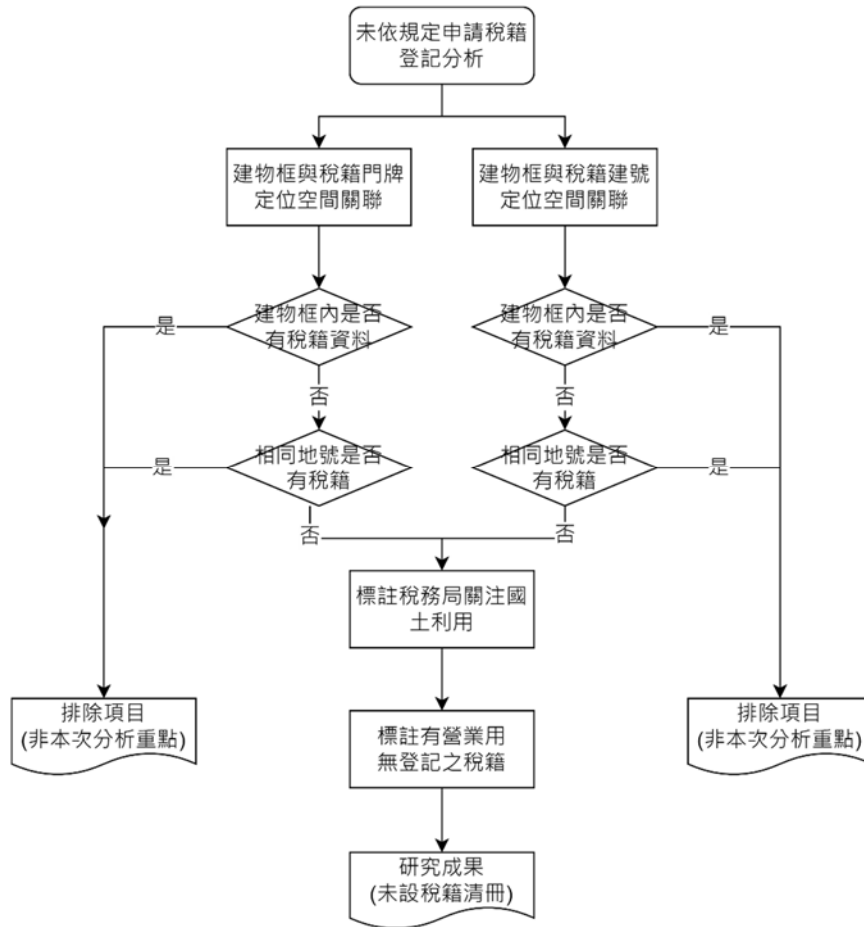 未依規定申請稅籍
登記分析
建物框與稅籍門牌
定位空間關聯
建物框與稅籍建號
定位空間關聯
是
建物框內是否
有稅籍資料
建物框內是否
有稅籍資料
是
否
否
是
相同地號是否
有稅籍
相同地號是否
有稅籍
是
否
否
標註稅務局關注國
土利用
排除項目
(非本次分析重點)
標註有營業用
無登記之稅籍
排除項目
(非本次分析重點)
研究成果
(未設稅籍清冊)